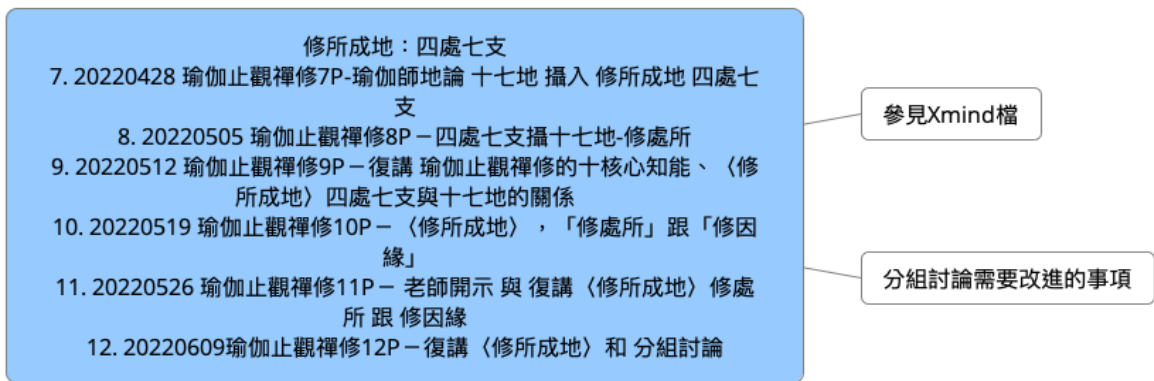 修所成地：四處七支
7. 20220428 瑜伽止觀禪修7P-瑜伽師地論 十七地 攝入 修所成地 四處七
支
8. 20220505 瑜伽止觀禪修8P－四處七支攝十七地-修處所
9. 20220512 瑜伽止觀禪修9P－復講 瑜伽止觀禪修的十核心知能、〈修
所成地〉四處七支與十七地的關係
10. 20220519 瑜伽止觀禪修10P－〈修所成地〉，「修處所」跟「修因
緣」
11. 20220526 瑜伽止觀禪修11P－ 老師開示 與 復講〈修所成地〉修處
所 跟 修因緣
12. 20220609瑜伽止觀禪修12P－復講〈修所成地〉和 分組討論
參見Xmind檔
分組討論需要改進的事項